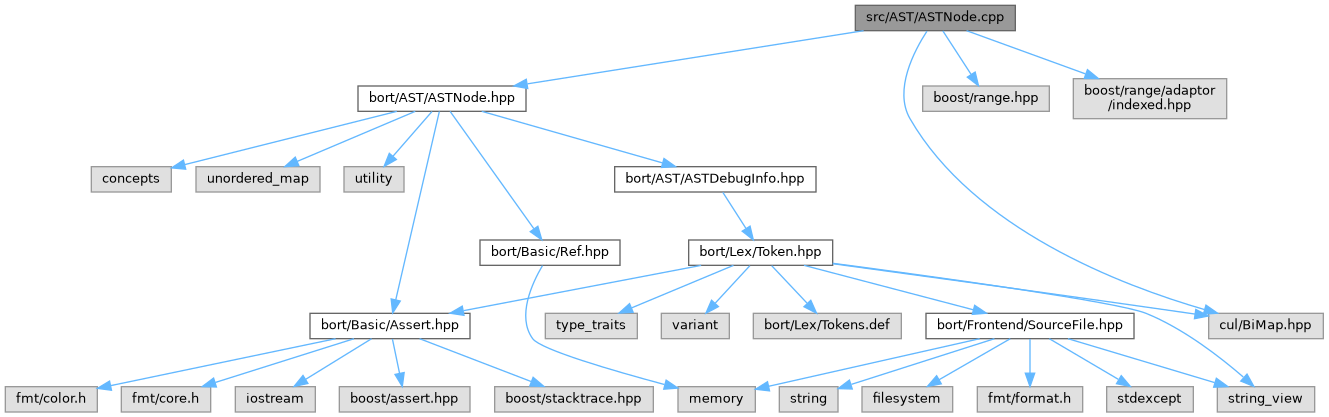 src/AST/ASTNode.cpp
bort/AST/ASTNode.hpp
boost/range.hpp
boost/range/adaptor
/indexed.hpp
concepts
unordered_map
utility
bort/AST/ASTDebugInfo.hpp
bort/Basic/Ref.hpp
bort/Lex/Token.hpp
bort/Basic/Assert.hpp
type_traits
variant
bort/Lex/Tokens.def
bort/Frontend/SourceFile.hpp
cul/BiMap.hpp
fmt/color.h
fmt/core.h
iostream
boost/assert.hpp
boost/stacktrace.hpp
memory
string
filesystem
fmt/format.h
stdexcept
string_view